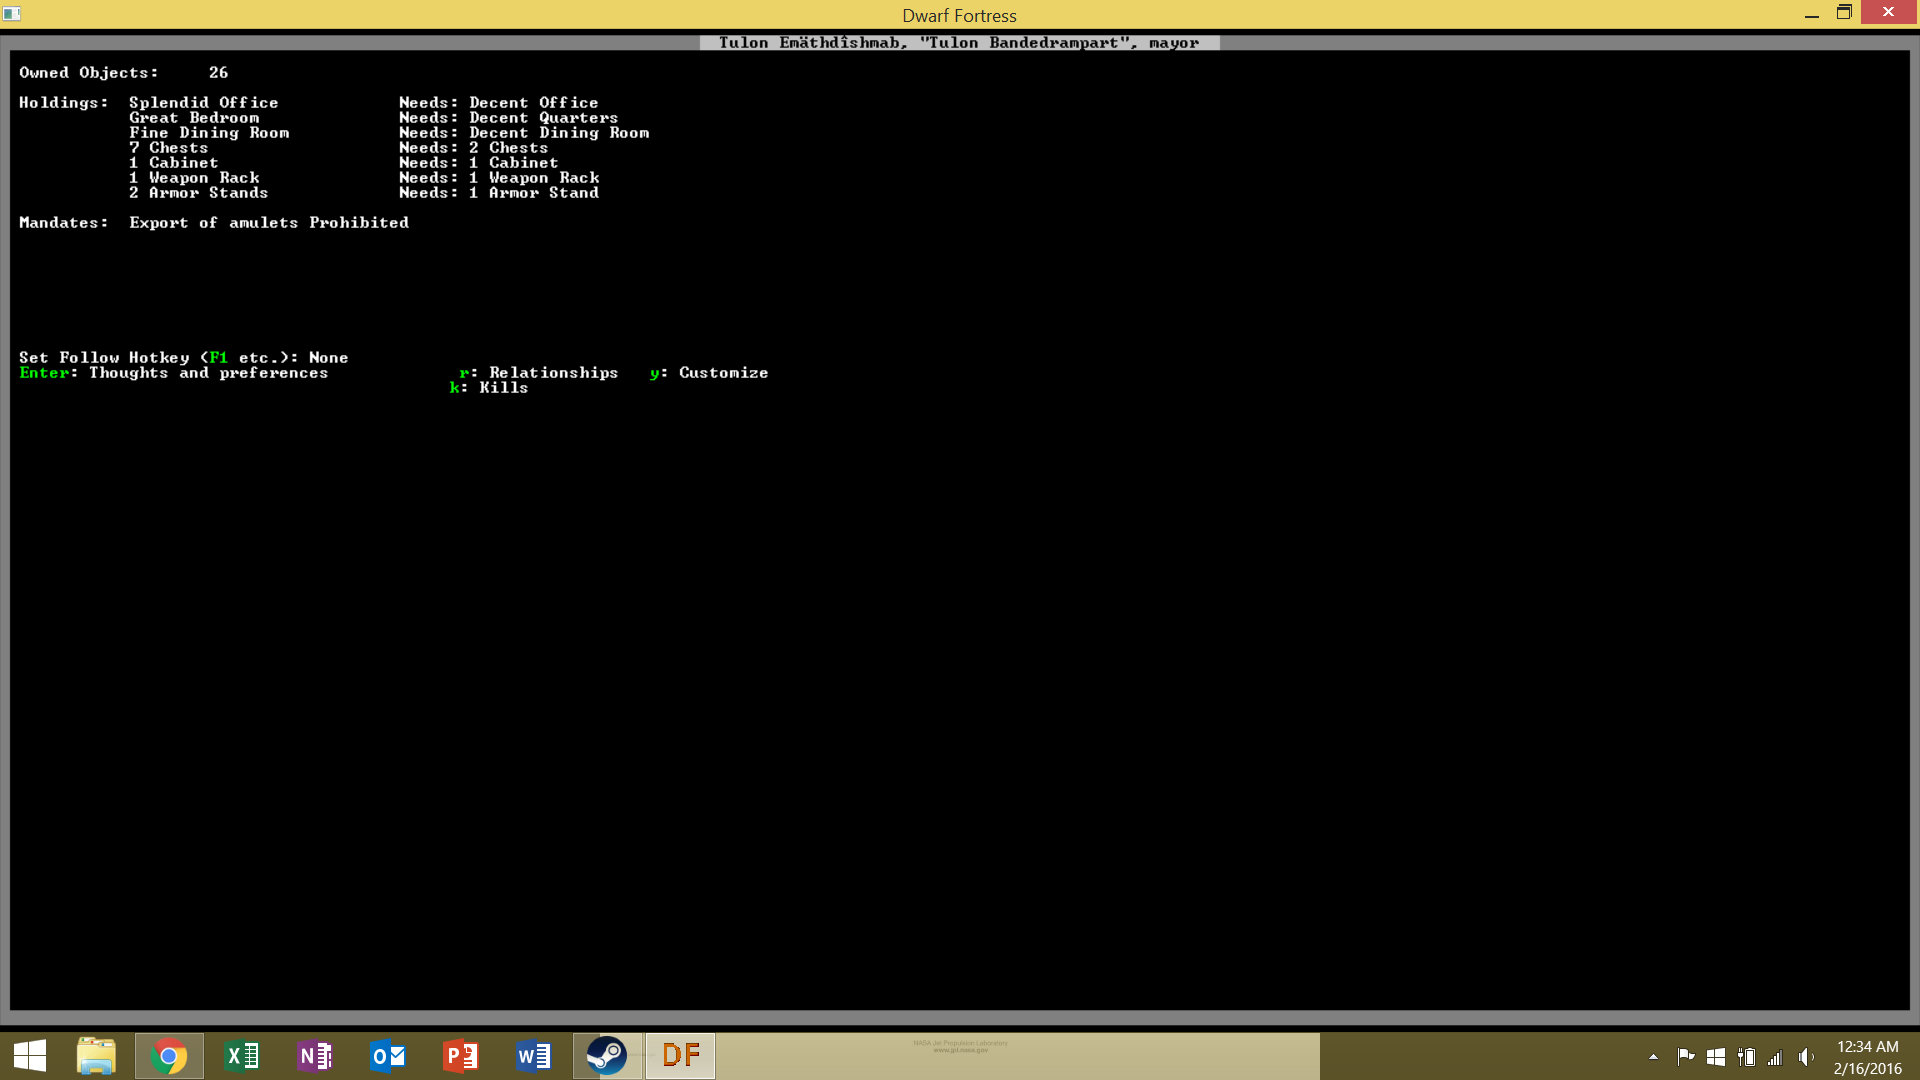 Dwarf Fortress
Tulon Emäthdîshmab, "Tulon Bandedrampart", mayor
Owned Objects: 26
Holdings: Splendid Office Needs: Decent Office
Great Bedroom Needs: Decent Quarters
Fine Dining Room Needs: Decent Dining Room
7 Chests Needs: 2 Chests
1 Cabinet Needs: 1 Cabinet
1 Weapon Rack Needs: 1 Weapon Rack
2 Armor Stands Needs: 1 Armor Stand
Mandates: Export of amulets Prohibited
Set Follow Hotkey (F1 etc.): None
Enter: Thoughts and preferences r: Relationships y: Customize
k: Kills
NASA Jet Propulsion Laboratory
www.jpl.nasa.gov
DF
12:34 AM
2/16/2016